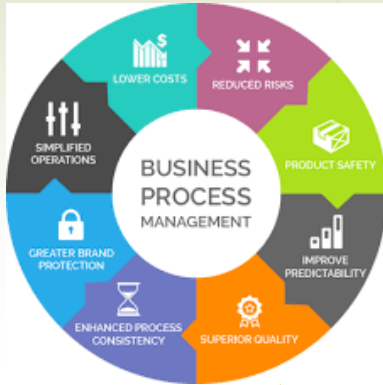 BUSINESS
PROCESS
MANAGEMENT
LOWER COSTS
REDUCED RISKS
PRODUCT SAFETY
IMPROVE
PREDICTABILITY
SUPERIOR QUALITY
ENHANCED PROCESS
CONSISTENCY
GREATER BRAND
PROTECTION
SIMPLIFIED
OPERATIONS
$